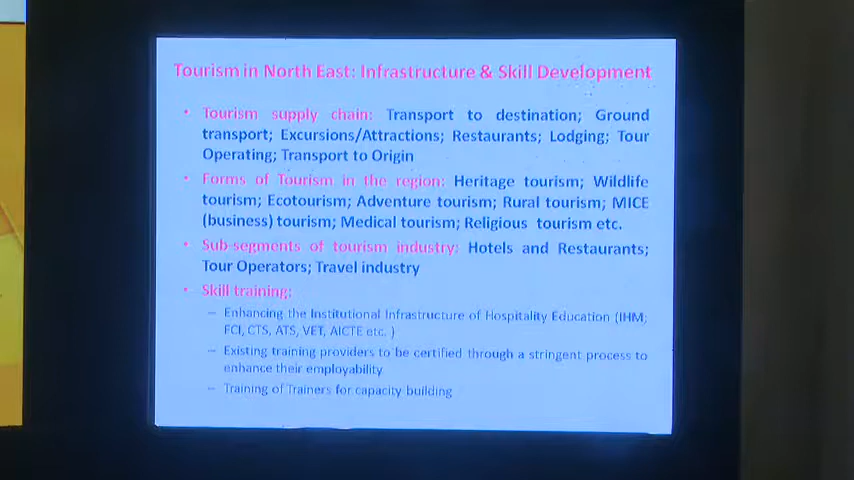 Tourism in North East: Infrastructure & Skill Development
• Tourism supply chain: Transport to destination; Ground
transport; Excursions/Attractions; Restaurants; Lodging; Tour
Operating; Transport to Origin
• Forms of Tourism in the region: Heritage tourism; Wildlife
tourism; Ecotourism; Adventure tourism; Rural tourism; MICE
(business) tourism; Medical tourism; Religious tourism etc.
• Sub-segments of tourism industry: Hotels and Restaurants;
Tour Operators; Travel industry
• Skill training:
– Enhancing the Institutional Infrastructure of Hospitality Education (IHM;
FCI, CTS, ATS, VET, AICTE etc. )
– Existing training providers to be certified through a stringent process to
enhance their employability
– Training of Trainers for capacity building